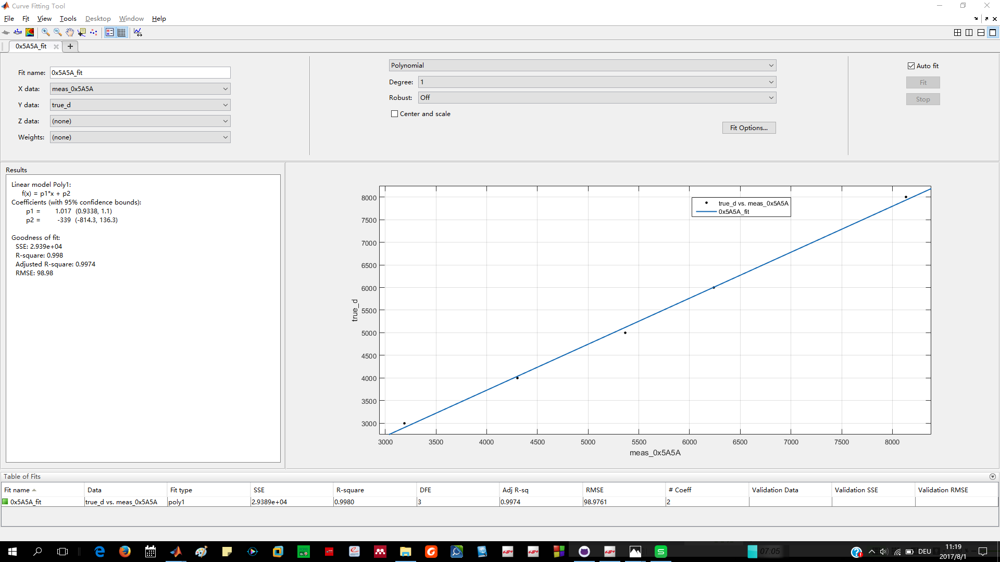 Curve Fitting Tool
File Fit View Tools Desktop Window Help
0x5A5A_fit
Fit name: 0x5A5A_fit
X data: meas_0x5A5A
Y data: true_d
Z data: (none)
Weights: (none)
Polynomial
Degree: 1
Robust: Off
Center and scale
Fit Options...
Auto fit
Fit
Stop
Results
Linear model Poly1:
f(x) = p1*x + p2
Coefficients (with 95% confidence bounds):
p1 = 1.017 (0.9338, 1.1)
p2 = -339 (-814.3, 136.3)
Goodness of fit:
SSE: 2.939e+04
R-square: 0.998
Adjusted R-square: 0.9974
RMSE: 98.98
true_d vs. meas_0x5A5A
0x5A5A_fit
8000
7500
7000
6500
6000
5500
5000
4500
4000
3500
3000
true_d
3000 3500 4000 4500 5000 5500 6000 6500 7000 7500 8000
meas_0x5A5A
Table of Fits
Fit name Data Fit type SSE R-square DFE Adj R-sq RMSE # Coeff Validation Data Validation SSE Validation RMSE
0x5A5A_fit true_d vs. meas_0x5A5A poly1 2.9389e+04 0.9980 3 0.9974 98.9761 2
07:05
DEU
11:19
2017/8/1